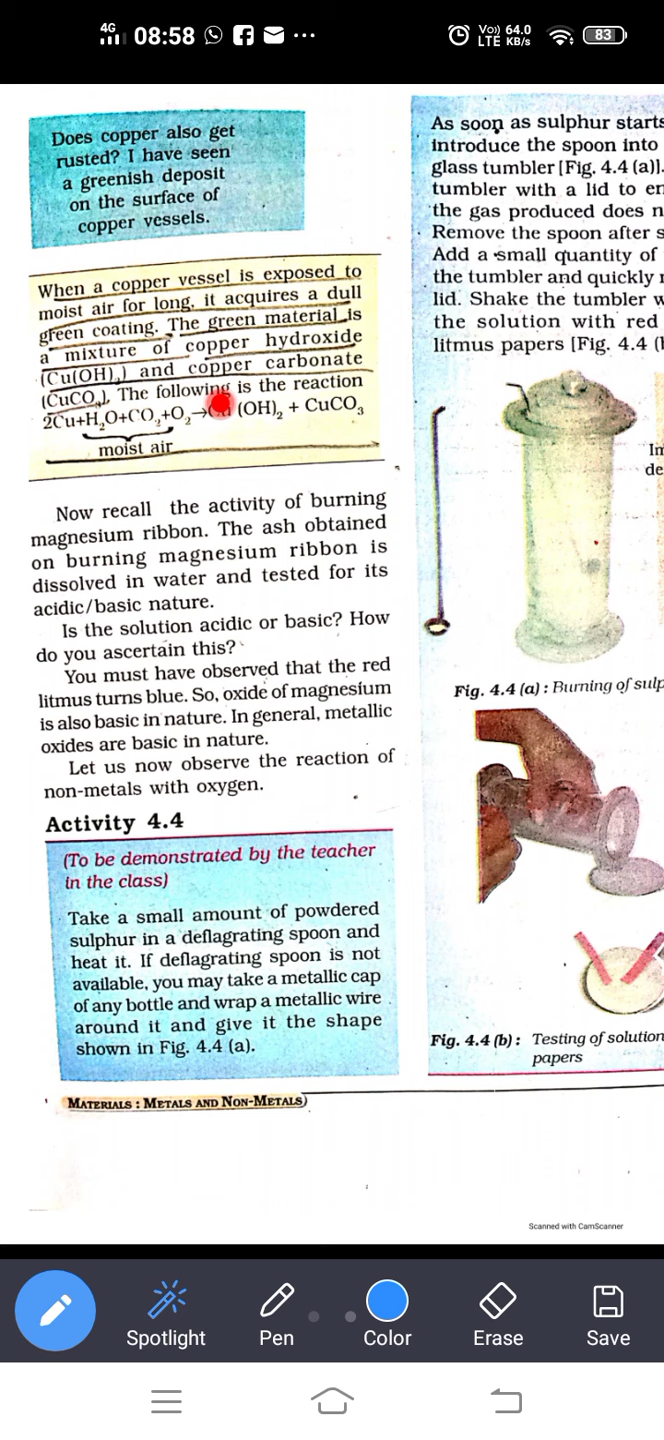 4G 08:58 ... Vo)) LTE 64.0 KB/s 83
Does copper also get
rusted? I have seen
a greenish deposit
on the surface of
copper vessels.
When a copper vessel is exposed to
moist air for long, it acquires a dull
green coating. The green material is
a mixture of copper hydroxide
(Cu(OH)₂) and copper carbonate
(CuCO₃). The following is the reaction
2Cu+H₂O+CO₂+O₂→ (OH)₂ + CuCO₃
moist air
Now recall the activity of burning
magnesium ribbon. The ash obtained
on burning magnesium ribbon is
dissolved in water and tested for its
acidic/basic nature.
Is the solution acidic or basic? How
do you ascertain this?
You must have observed that the red
litmus turns blue. So, oxide of magnesium
is also basic in nature. In general, metallic
oxides are basic in nature.
Let us now observe the reaction of
non-metals with oxygen.
Activity 4.4
(To be demonstrated by the teacher
in the class)
Take a small amount of powdered
sulphur in a deflagrating spoon and
heat it. If deflagrating spoon is not
available, you may take a metallic cap
of any bottle and wrap a metallic wire
around it and give it the shape
shown in Fig. 4.4 (a).
As soon as sulphur starts
introduce the spoon into
glass tumbler [Fig. 4.4 (a)].
tumbler with a lid to en
the gas produced does n
Remove the spoon after s
Add a small quantity of
the tumbler and quickly
lid. Shake the tumbler w
the solution with red
litmus papers [Fig. 4.4 (
In
de
Fig. 4.4 (a) : Burning of sulp
Fig. 4.4 (b) : Testing of solution
papers
MATERIALS : METALS AND NON-METALS
Scanned with CamScanner
Spotlight Pen Color Erase Save